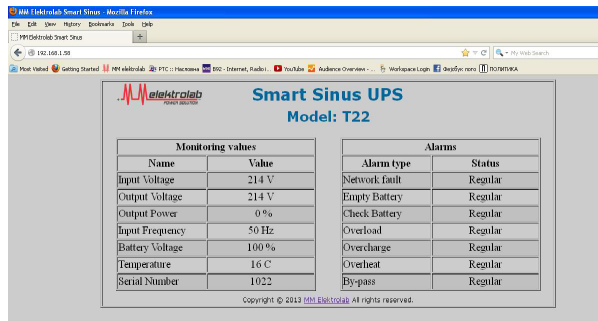 MM Elektrolab Smart Sinus - Mozilla Firefox
File Edit View History Bookmarks Tools Help
MM Elektrolab Smart Sinus +
192.168.1.58 My Web Search
Most Visited Getting Started MM elektrolab PTC :: Насловна B92 - Internet, Radio i... YouTube Audience Overview - ... Workspace Login Фејсбук лого ПОЛИТИКА
MM elektrolab
POWER SOLUTION
Smart Sinus UPS
Model: T22
Monitoring values
Name Value
Input Voltage 214 V
Output Voltage 214 V
Output Power 0 %
Input Frequency 50 Hz
Battery Voltage 100 %
Temperature 16 C
Serial Number 1022
Alarms
Alarm type Status
Network fault Regular
Empty Battery Regular
Check Battery Regular
Overload Regular
Overcharge Regular
Overheat Regular
By-pass Regular
Copyright © 2013 MM Elektrolab All rights reserved.